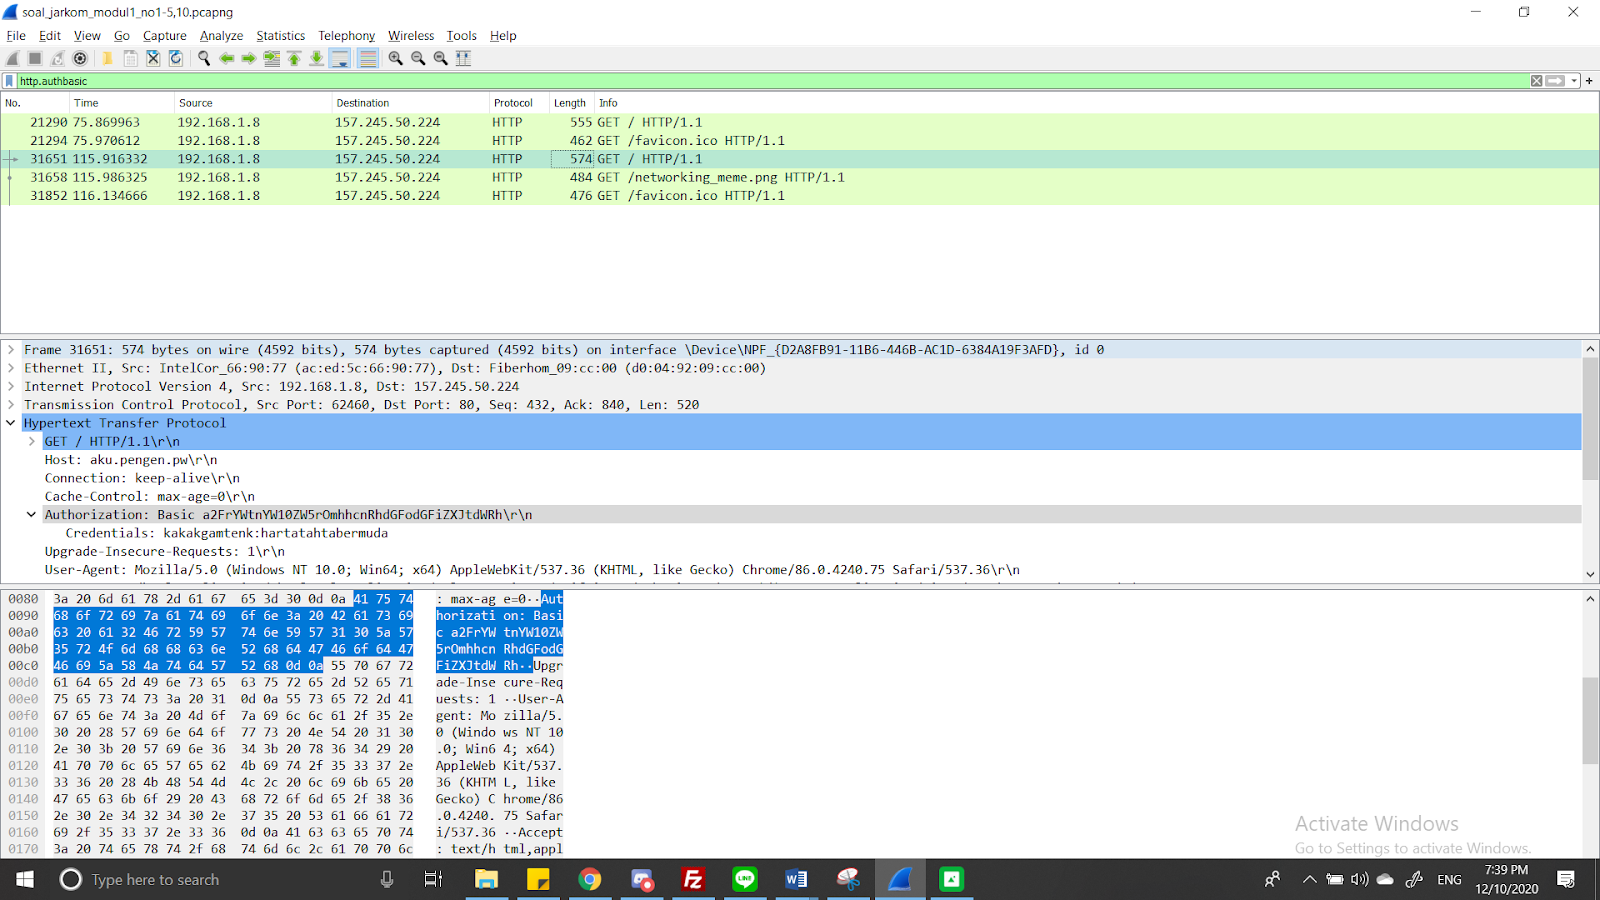 soal_jarkom_modul1_no1-5,10.pcapng
File Edit View Go Capture Analyze Statistics Telephony Wireless Tools Help
http.authbasic
No. Time Source Destination Protocol Length Info
21290 75.869963 192.168.1.8 157.245.50.224 HTTP 555 GET / HTTP/1.1
21294 75.970612 192.168.1.8 157.245.50.224 HTTP 462 GET /favicon.ico HTTP/1.1
31651 115.916332 192.168.1.8 157.245.50.224 HTTP 574 GET / HTTP/1.1
31658 115.986325 192.168.1.8 157.245.50.224 HTTP 484 GET /networking_meme.png HTTP/1.1
31852 116.134666 192.168.1.8 157.245.50.224 HTTP 476 GET /favicon.ico HTTP/1.1
Frame 31651: 574 bytes on wire (4592 bits), 574 bytes captured (4592 bits) on interface \Device\NPF_{D2A8FB91-11B6-446B-AC1D-6384A19F3AFD}, id 0
Ethernet II, Src: IntelCor_66:90:77 (ac:ed:5c:66:90:77), Dst: Fiberhom_09:cc:00 (d0:04:92:09:cc:00)
Internet Protocol Version 4, Src: 192.168.1.8, Dst: 157.245.50.224
Transmission Control Protocol, Src Port: 62460, Dst Port: 80, Seq: 432, Ack: 840, Len: 520
Hypertext Transfer Protocol
GET / HTTP/1.1\r\n
Host: aku.pengen.pw\r\n
Connection: keep-alive\r\n
Cache-Control: max-age=0\r\n
Authorization: Basic a2FrYWtnYW10ZW5rOmhhcnRhdGFodGFiZXJtdWRh\r\n
Credentials: kakakgamtenk:hartatahtabermuda
Upgrade-Insecure-Requests: 1\r\n
User-Agent: Mozilla/5.0 (Windows NT 10.0; Win64; x64) AppleWebKit/537.36 (KHTML, like Gecko) Chrome/86.0.4240.75 Safari/537.36\r\n
0080 3a 20 6d 61 78 2d 61 67 65 3d 30 0d 0a 41 75 74 : max-ag e=0··Aut
0090 68 6f 72 69 7a 61 74 69 6f 6e 3a 20 42 61 73 69 horizati on: Basi
00a0 63 20 61 32 46 72 59 57 74 6e 59 57 31 30 5a 57 c a2FrYW tnYW10ZW
00b0 35 72 4f 6d 68 68 63 6e 52 68 64 47 46 6f 64 47 5rOmhhcn RhdGFodG
00c0 46 69 5a 58 4a 74 64 57 52 68 0d 0a 55 70 67 72 FiZXJtdW Rh··Upgr
00d0 61 64 65 2d 49 6e 73 65 63 75 72 65 2d 52 65 71 ade-Inse cure-Req
00e0 75 65 73 74 73 3a 20 31 0d 0a 55 73 65 72 2d 41 uests: 1 ··User-A
00f0 67 65 6e 74 3a 20 4d 6f 7a 69 6c 6c 61 2f 35 2e gent: Mo zilla/5.
0100 30 20 28 57 69 6e 64 6f 77 73 20 4e 54 20 31 30 0 (Windo ws NT 10
0110 2e 30 3b 20 57 69 6e 36 34 3b 20 78 36 34 29 20 .0; Win6 4; x64)
0120 41 70 70 6c 65 57 65 62 4b 69 74 2f 35 33 37 2e AppleWeb Kit/537.
0130 33 36 20 28 4b 48 54 4d 4c 2c 20 6c 69 6b 65 20 36 (KHTM L, like
0140 47 65 63 6b 6f 29 20 43 68 72 6f 6d 65 2f 38 36 Gecko) C hrome/86
0150 2e 30 2e 34 32 34 30 2e 37 35 20 53 61 66 61 72 .0.4240. 75 Safar
0160 69 2f 35 33 37 2e 33 36 0d 0a 41 63 63 65 70 74 i/537.36 ··Accept
0170 3a 20 74 65 78 74 2f 68 74 6d 6c 2c 61 70 70 6c : text/h tml,appl
Activate Windows
Go to Settings to activate Windows.
Type here to search
ENG
7:39 PM
12/10/2020